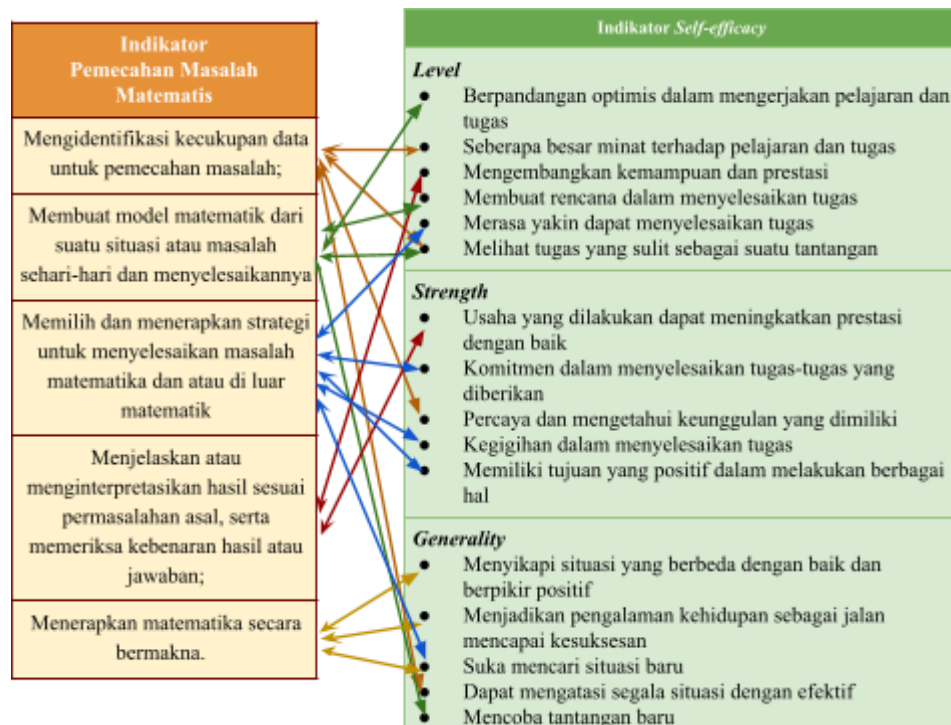 Indikator
Pemecahan Masalah
Matematis
Mengidentifikasi kecukupan data
untuk pemecahan masalah;
Membuat model matematik dari
suatu situasi atau masalah
sehari-hari dan menyelesaikannya
Memilih dan menerapkan strategi
untuk menyelesaikan masalah
matematika dan atau di luar
matematik
Menjelaskan atau
menginterpretasikan hasil sesuai
permasalahan asal, serta
memeriksa kebenaran hasil atau
jawaban;
Menerapkan matematika secara
bermakna.
Indikator Self-efficacy
Level
● Berpandangan optimis dalam mengerjakan pelajaran dan
tugas
● Seberapa besar minat terhadap pelajaran dan tugas
● Mengembangkan kemampuan dan prestasi
● Membuat rencana dalam menyelesaikan tugas
● Merasa yakin dapat menyelesaikan tugas
● Melihat tugas yang sulit sebagai suatu tantangan
Strength
● Usaha yang dilakukan dapat meningkatkan prestasi
dengan baik
● Komitmen dalam menyelesaikan tugas-tugas yang
diberikan
● Percaya dan mengetahui keunggulan yang dimiliki
● Kegigihan dalam menyelesaikan tugas
● Memiliki tujuan yang positif dalam melakukan berbagai
hal
Generality
● Menyikapi situasi yang berbeda dengan baik dan
berpikir positif
● Menjadikan pengalaman kehidupan sebagai jalan
mencapai kesuksesan
● Suka mencari situasi baru
● Dapat mengatasi segala situasi dengan efektif
● Mencoba tantangan baru